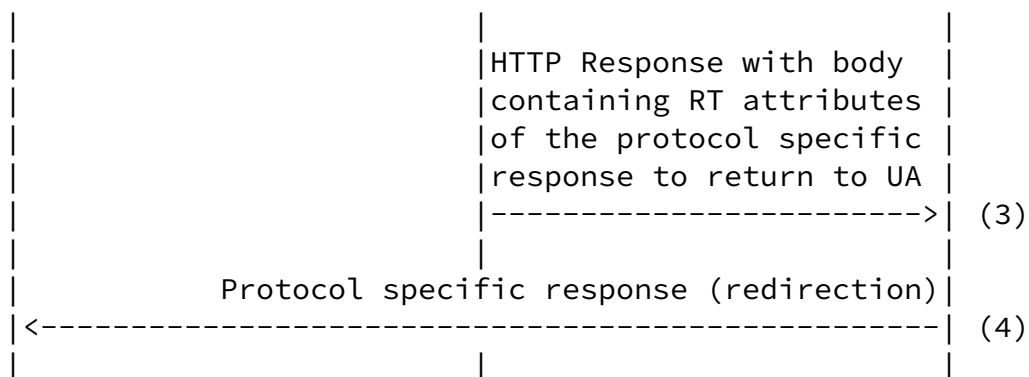 HTTP Response with body
containing RT attributes
of the protocol specific
response to return to UA
(3)
Protocol specific response (redirection)
(4)